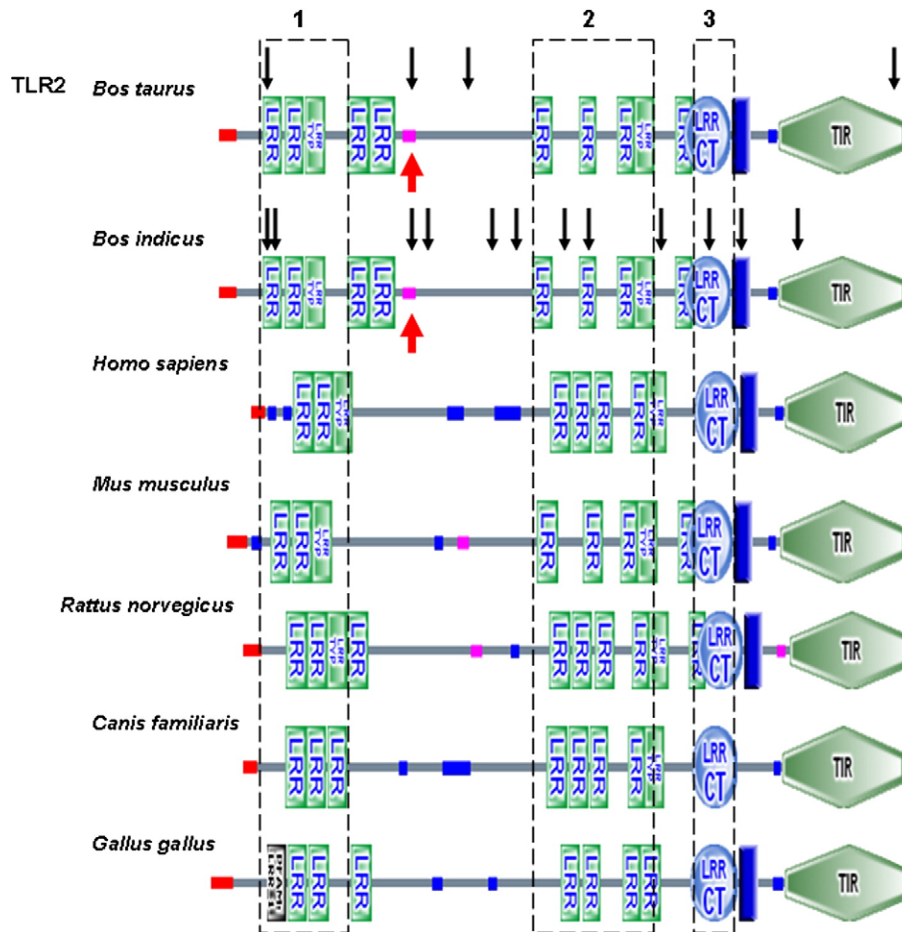 1 2 3
TLR2 Bos taurus
LRR LRR LRR TYP LRR LRR LRR LRR LRR LRR TYP LRR LRR CT TIR
Bos indicus
LRR LRR LRR TYP LRR LRR LRR LRR LRR LRR TYP LRR LRR CT TIR
Homo sapiens
LRR LRR LRR TYP LRR LRR LRR LRR LRR TYP LRR CT TIR
Mus musculus
LRR LRR LRR TYP LRR LRR LRR LRR TYP LRR LRR CT TIR
Rattus norvegicus
LRR LRR LRR TYP LRR LRR LRR LRR LRR LRR TYP LRR LRR CT TIR
Canis familiaris
LRR LRR LRR LRR LRR LRR LRR LRR TYP LRR CT TIR
Gallus gallus
LRR LRR LRR LRR LRR LRR LRR LRR CT TIR